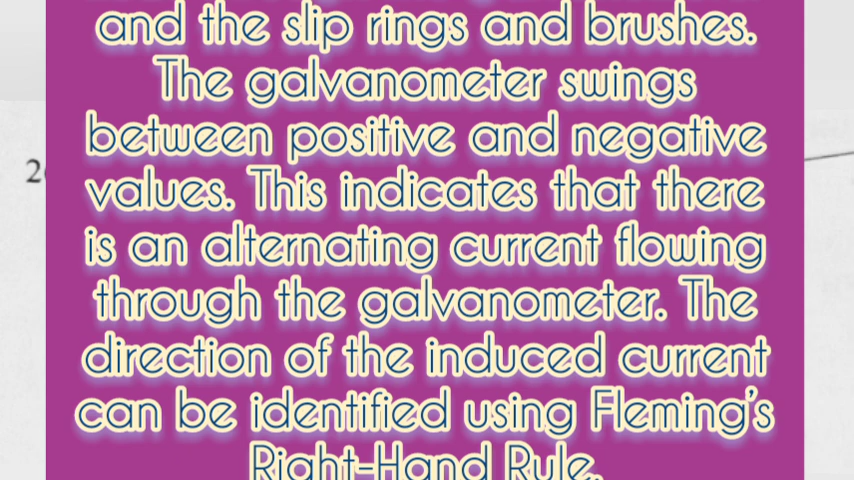 and the slip rings and brushes.
The galvanometer swings
between positive and negative
values. This indicates that there
is an alternating current flowing
through the galvanometer. The
direction of the induced current
can be identified using Fleming's
Right-Hand Rule.